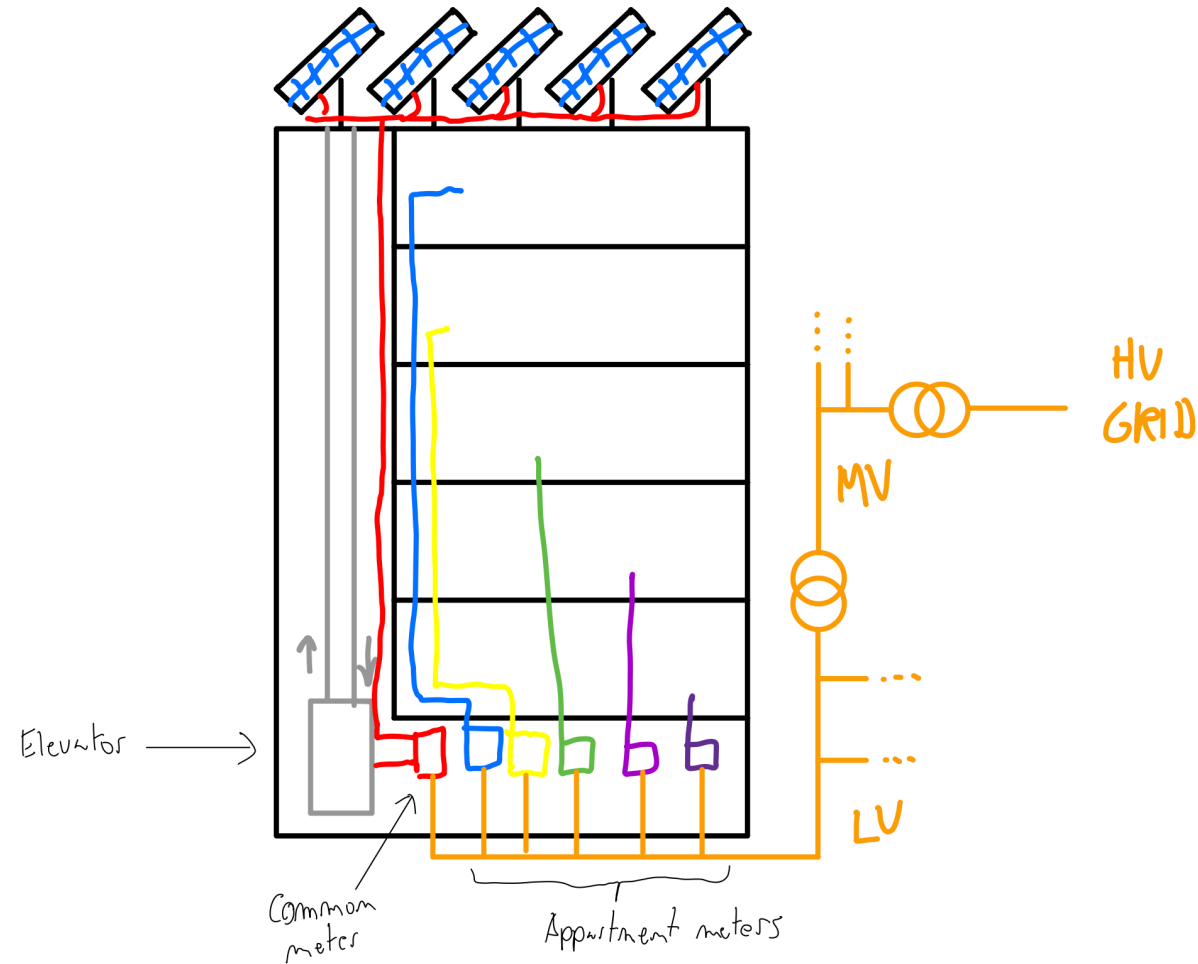 HV
GRID
MV
Elevator
LV
Common
meter
Appartment meters